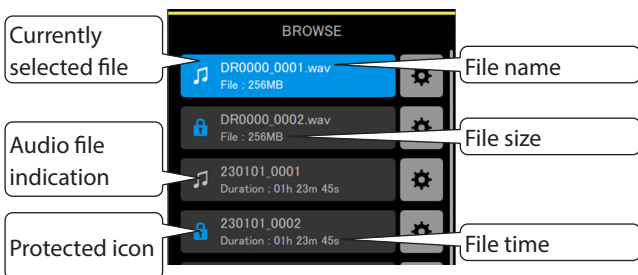 BROWSE
Currently
selected file
DR0000_0001.wav
File : 256MB
File name
DR0000_0002.wav
File : 256MB
File size
Audio file
indication
230101_0001
Duration : 01h 23m 45s
Protected icon
230101_0002
Duration : 01h 23m 45s
File time